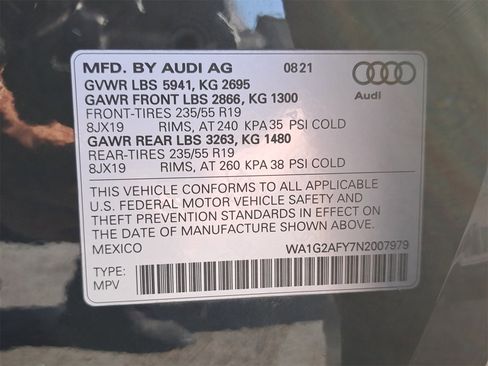 MFD. BY AUDI AG 08 21
GVWR LBS 5941, KG 2695
GAWR FRONT LBS 2866, KG 1300
FRONT-TIRES 235/55 R19
8JX19 RIMS, AT 240 KPA 35 PSI COLD
GAWR REAR LBS 3263, KG 1480
REAR-TIRES 235/55 R19
8JX19 RIMS, AT 260 KPA 38 PSI COLD
Audi
THIS VEHICLE CONFORMS TO ALL APPLICABLE
U.S. FEDERAL MOTOR VEHICLE SAFETY AND
THEFT PREVENTION STANDARDS IN EFFECT ON
THE DATE OF MANUFACTURE SHOWN ABOVE.
MEXICO WA1G2AFY7N2007979
TYPE:
MPV